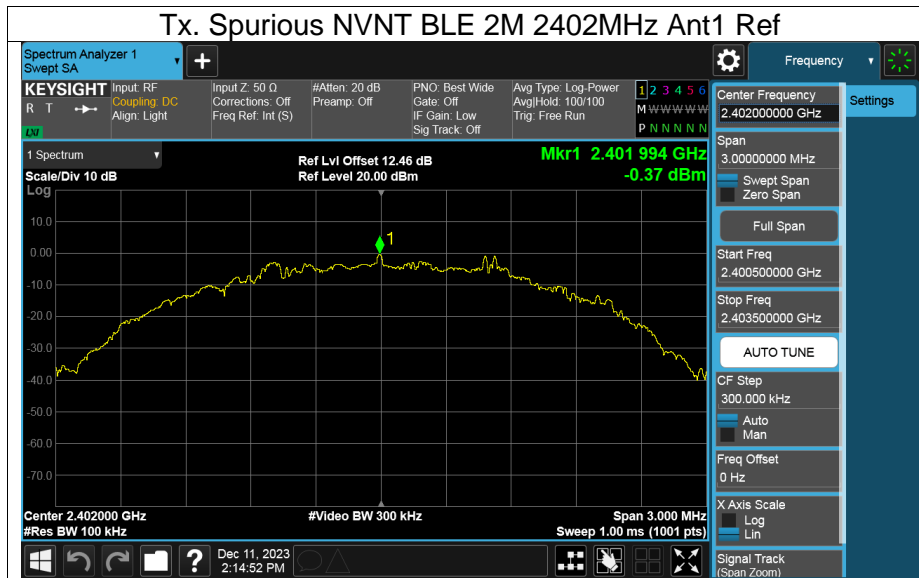 Tx. Spurious NVNT BLE 2M 2402MHz Ant1 Ref
Spectrum Analyzer 1
Swept SA
+
Frequency
KEYSIGHT
R T
LXI
Input: RF
Coupling: DC
Align: Light
Input Z: 50 Ω
Corrections: Off
Freq Ref: Int (S)
#Atten: 20 dB
Preamp: Off
PNO: Best Wide
Gate: Off
IF Gain: Low
Sig Track: Off
Avg Type: Log-Power
Avg|Hold: 100/100
Trig: Free Run
1 2 3 4 5 6
M W W W W W
P N N N N N
1 Spectrum
Scale/Div 10 dB
Ref Lvl Offset 12.46 dB
Ref Level 20.00 dBm
Mkr1 2.401 994 GHz
-0.37 dBm
Log
10.0
0.00
-10.0
-20.0
-30.0
-40.0
-50.0
-60.0
-70.0
1
Center 2.402000 GHz
#Res BW 100 kHz
#Video BW 300 kHz
Span 3.000 MHz
Sweep 1.00 ms (1001 pts)
Center Frequency
2.402000000 GHz
Settings
Span
3.00000000 MHz
Swept Span
Zero Span
Full Span
Start Freq
2.400500000 GHz
Stop Freq
2.403500000 GHz
AUTO TUNE
CF Step
300.000 kHz
Auto
Man
Freq Offset
0 Hz
X Axis Scale
Log
Lin
Signal Track
(Span Zoom)
?
Dec 11, 2023
2:14:52 PM